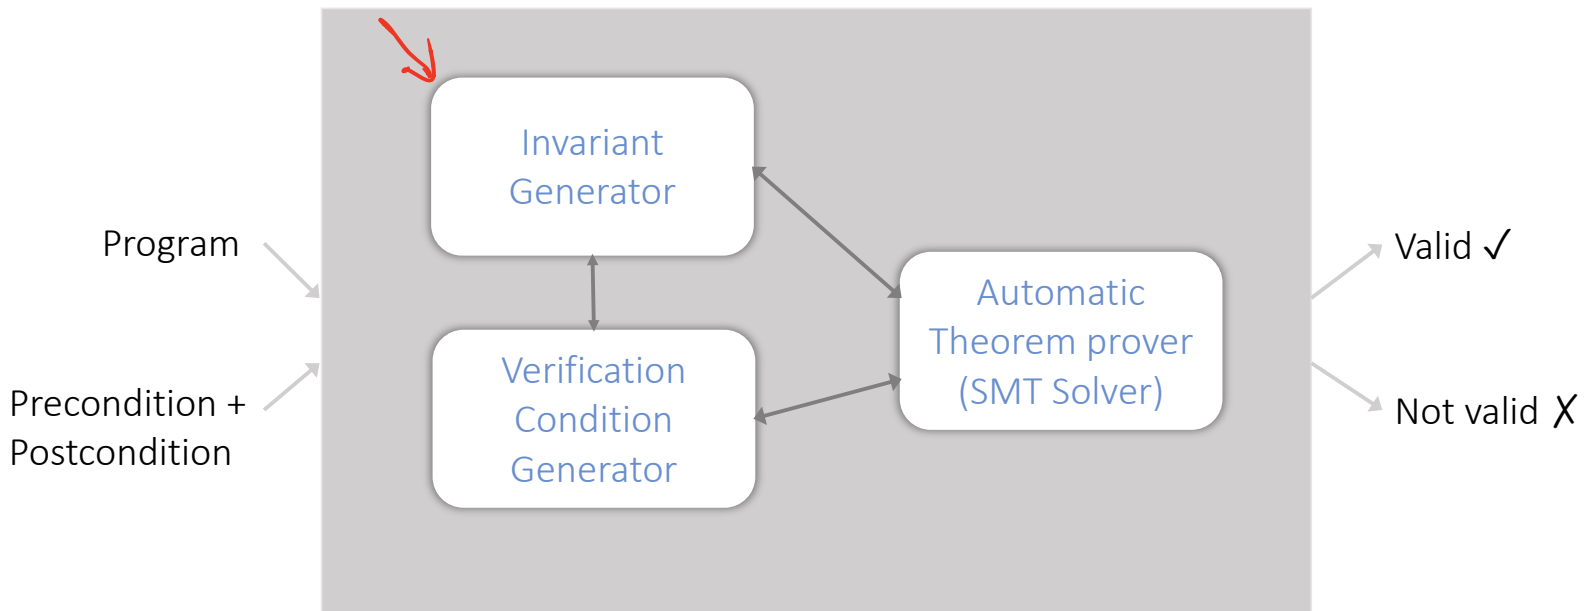 Invariant
Generator
Program
Valid ✓
Automatic
Theorem prover
(SMT Solver)
Verification
Condition
Generator
Precondition +
Postcondition
Not valid ✗